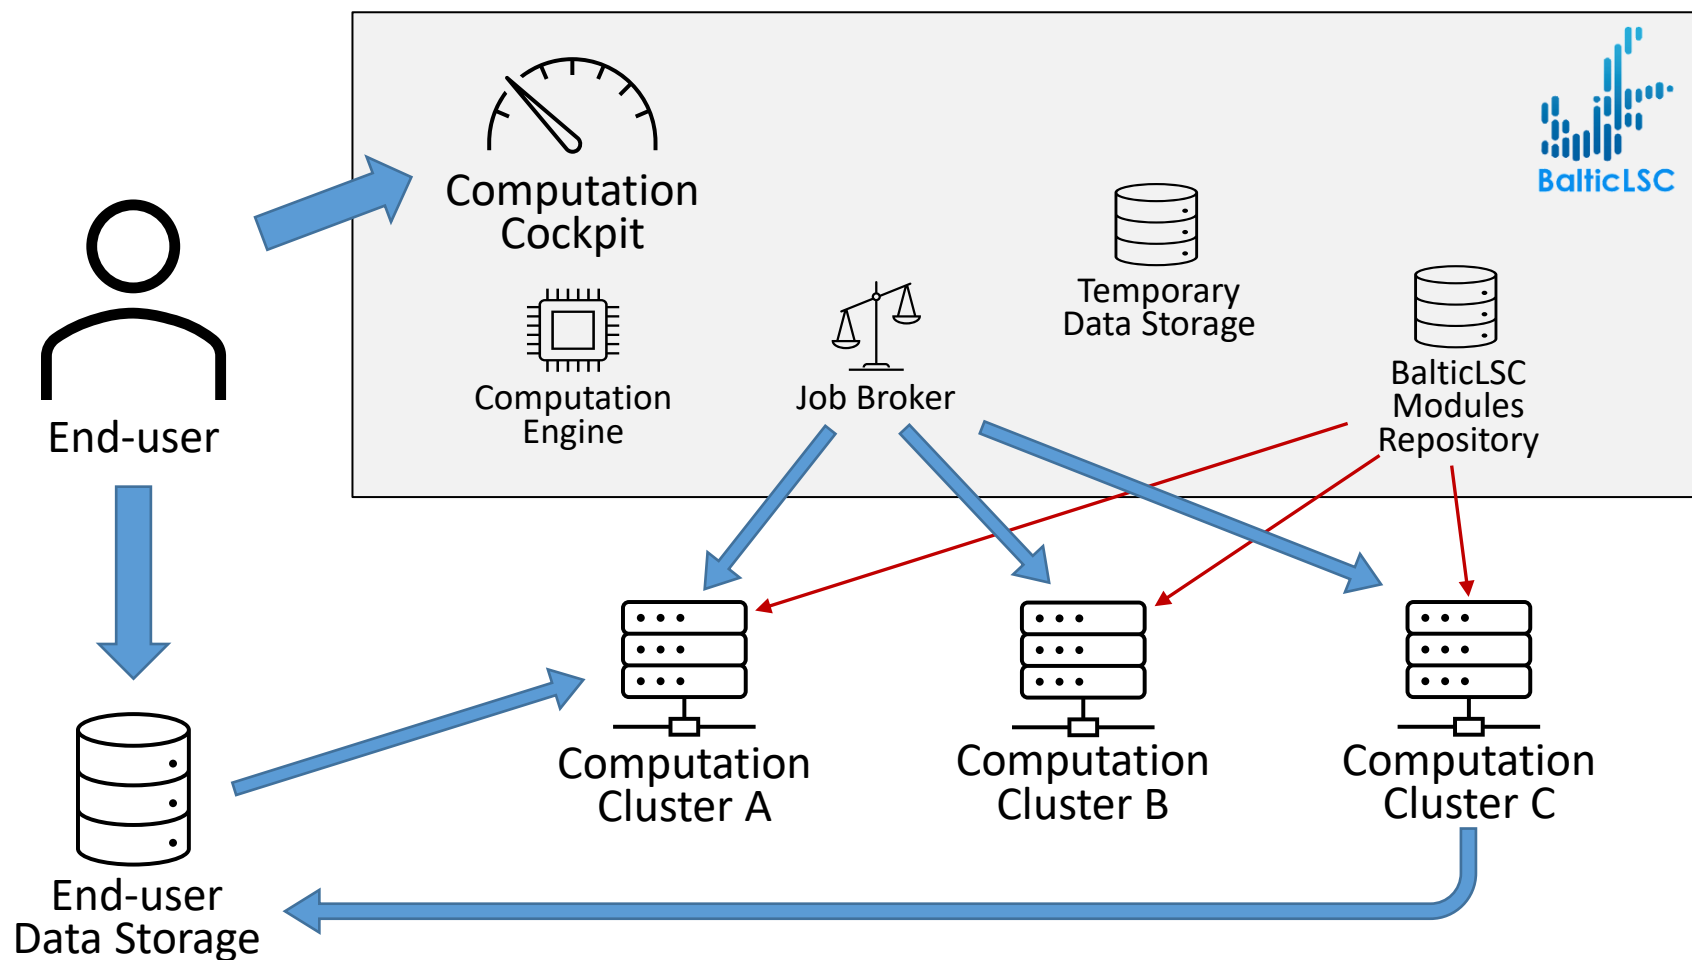 BalticLSC
Computation
Cockpit
End-user
Computation
Engine
Job Broker
Temporary
Data Storage
BalticLSC
Modules
Repository
Computation
Cluster A
Computation
Cluster B
Computation
Cluster C
End-user
Data Storage